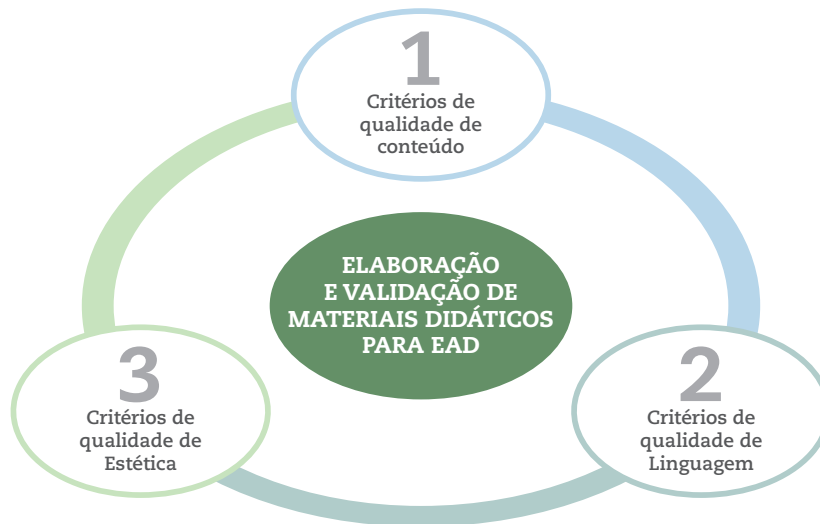 1
Critérios de
qualidade de
conteúdo
ELABORAÇÃO
E VALIDAÇÃO DE
MATERIAIS DIDÁTICOS
PARA EAD
3
Critérios de
qualidade de
Estética
2
Critérios de
qualidade de
Linguagem